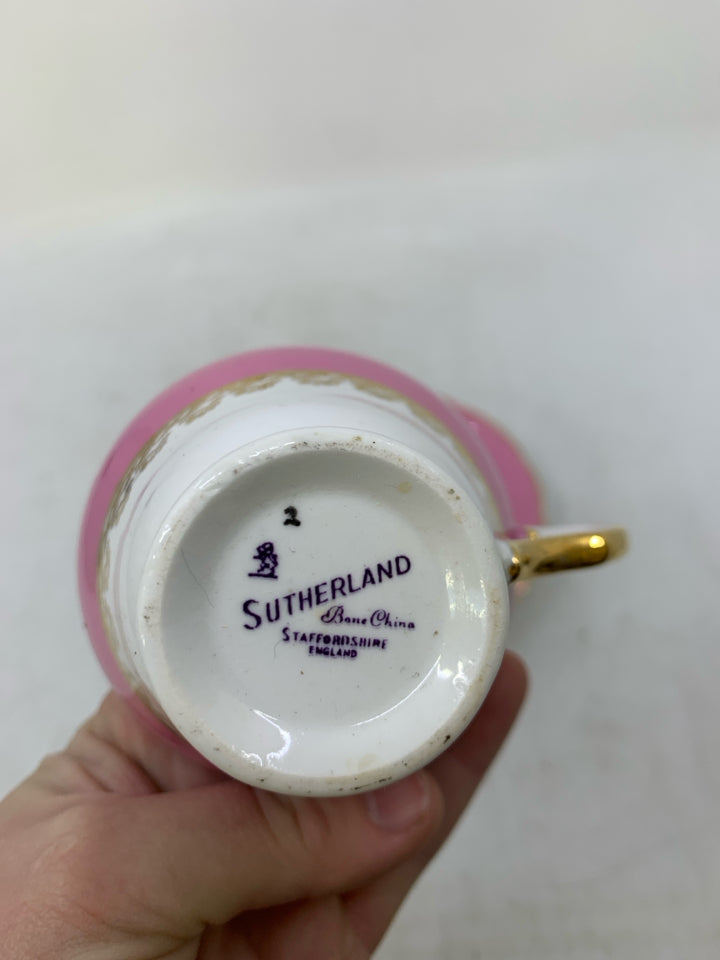 2
SUTHERLAND
Bone China
STAFFORDSHIRE
ENGLAND